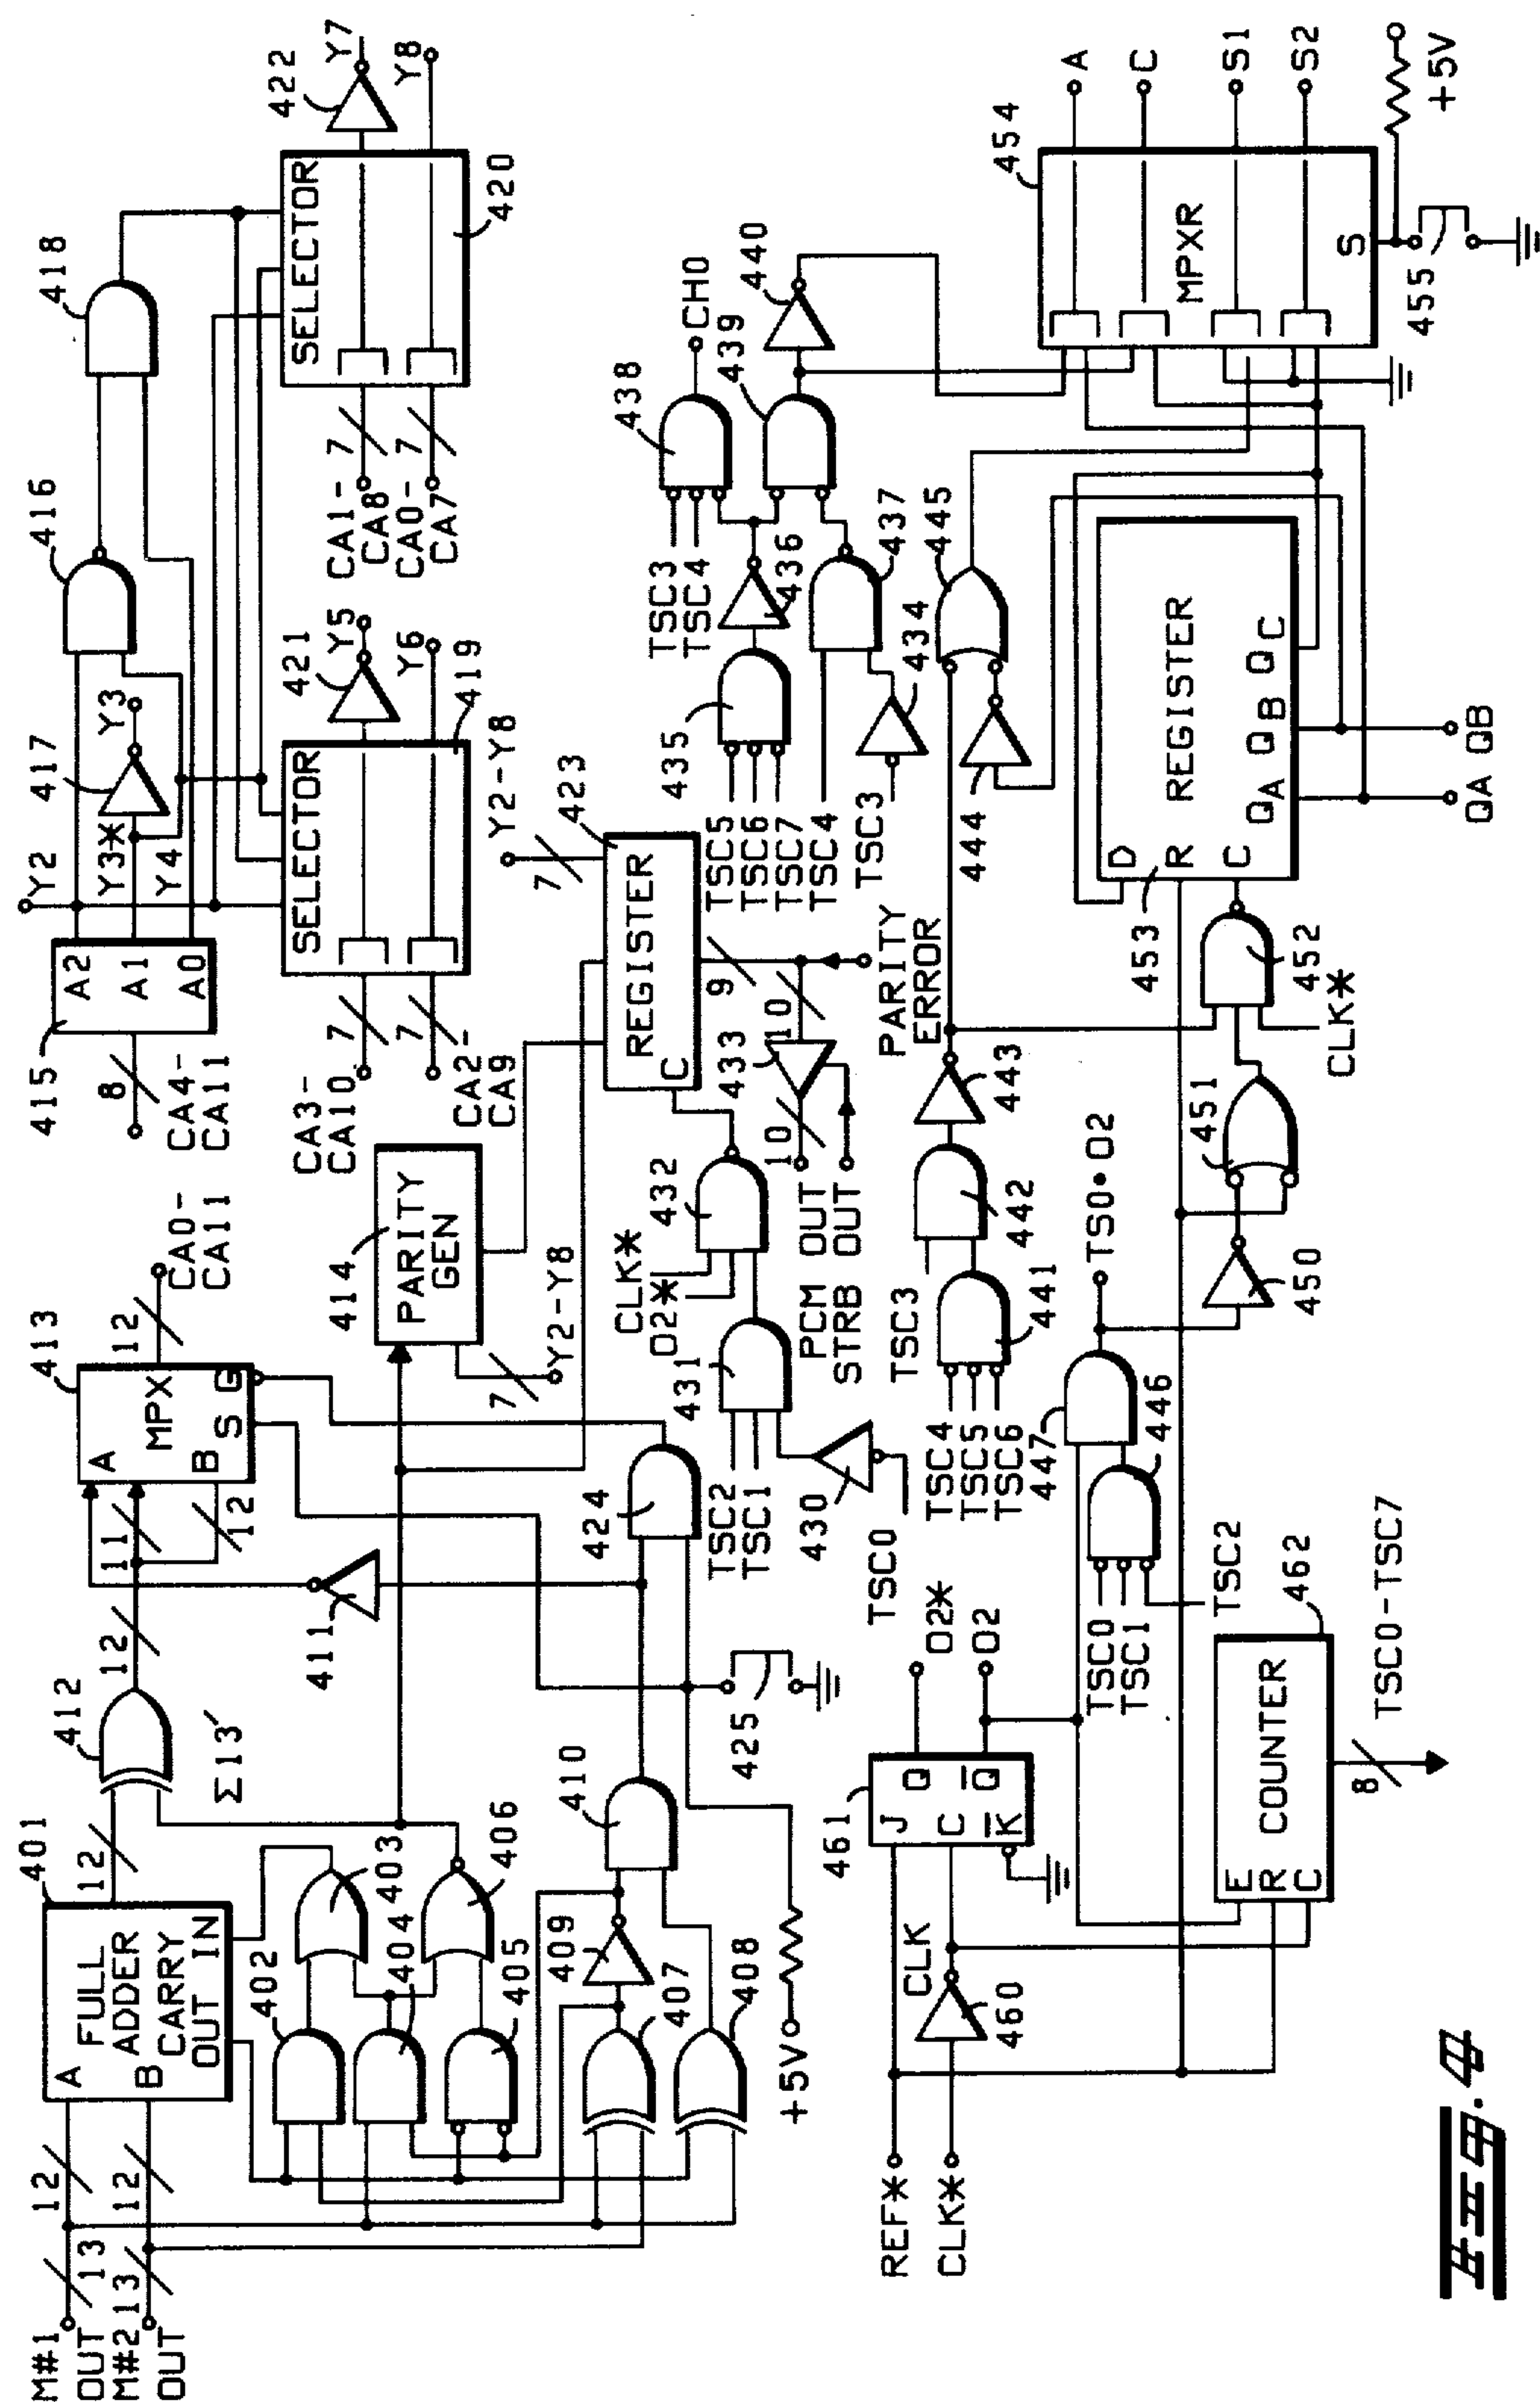 M#1
OUT
M#2
OUT
13
13
12
12
401
A
B
FULL
ADDER
CARRY
OUT IN
12
412
Σ13′
12
11
12
413
A
MPX
B
S G
12
CA0-
CA11
402
403
404
405
406
407
408
409
410
411
+5V
425
424
414
PARITY
GEN
7
Y2-Y8
415
8
CA4-
CA11
A2
A1
A0
Y2
Y3*
Y4
417
Y3
416
418
SELECTOR
CA3-
CA10
7
CA2-
CA9
7
421
Y5
Y6
419
SELECTOR
CA1-
CA8
7
CA0-
CA7
7
422
Y7
Y8
420
423
REGISTER
C
7
Y2-Y8
9
10
10
433
PARITY
ERROR
PCM OUT
STRB OUT
CLK*
O2*
432
431
TSC2
TSC1
430
TSC0
TSC5
TSC6
TSC7
TSC4
TSC3
435
434
436
437
TSC3
TSC4
438
CH0
439
440
TSC3
TSC4
TSC5
TSC6
441
442
443
444
445
REF*
CLK*
460
CLK
461
J
C
K
Q
Q
O2*
O2
462
COUNTER
E
R
C
8
TSC0-TSC7
TSC0
TSC1
TSC2
446
447
TS0•O2
450
451
452
CLK*
453
REGISTER
D
R
C
QA QB QC
QA QB
454
MPXR
S
A
C
S1
S2
455
+5V
Fig. 4